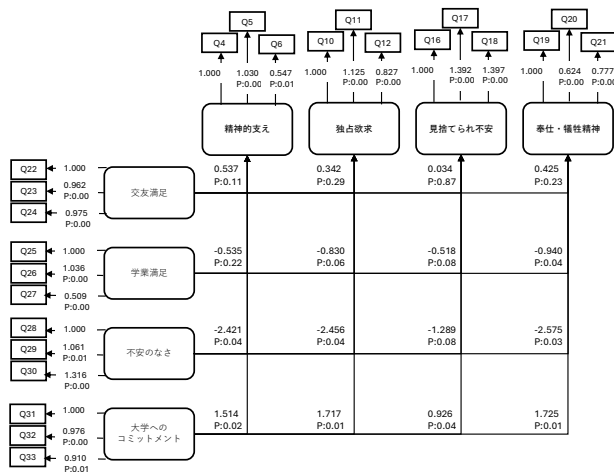 Q5
Q11
Q17
Q20
Q4
Q6
Q10
Q12
Q16
Q18
Q19
Q21
1.000
1.030
P:0.00
0.547
P:0.01
1.000
1.125
P:0.00
0.827
P:0.00
1.000
1.392
P:0.00
1.397
P:0.00
1.000
0.624
P:0.00
0.777
P:0.00
精神的支え
独占欲求
見捨てられ不安
奉仕・犠牲精神
Q22
1.000
Q23
0.962
P:0.00
Q24
0.975
P:0.00
交友満足
0.537
P:0.11
0.342
P:0.29
0.034
P:0.87
0.425
P:0.23
Q25
1.000
Q26
1.036
P:0.00
Q27
0.509
P:0.00
学業満足
-0.535
P:0.22
-0.830
P:0.06
-0.518
P:0.08
-0.940
P:0.04
Q28
1.000
Q29
1.061
P:0.01
Q30
1.316
P:0.00
不安のなさ
-2.421
P:0.04
-2.456
P:0.04
-1.289
P:0.08
-2.575
P:0.03
Q31
1.000
Q32
0.976
P:0.00
Q33
0.910
P:0.01
大学への
コミットメント
1.514
P:0.02
1.717
P:0.01
0.926
P:0.04
1.725
P:0.01